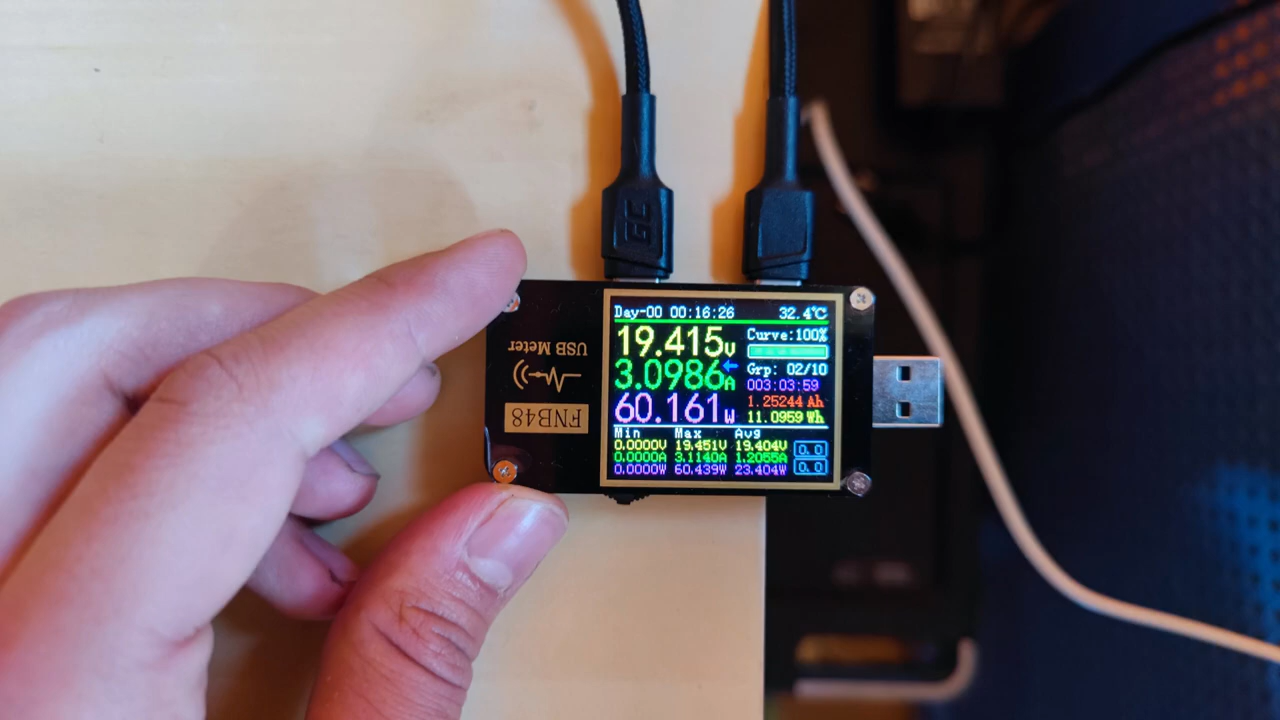 GC
Day-00 00:16:26 32.4℃
19.415V
3.0986A
60.161W
Curve:100%
Grp: 02/10
003:03:59
1.25244 Ah
11.0959 Wh
Min Max Avg
0.0000V 19.451V 19.404V
0.0000A 3.1140A 1.2055A
0.0000W 60.439W 23.404W
0.0
0.0
USB Meter
FNB48